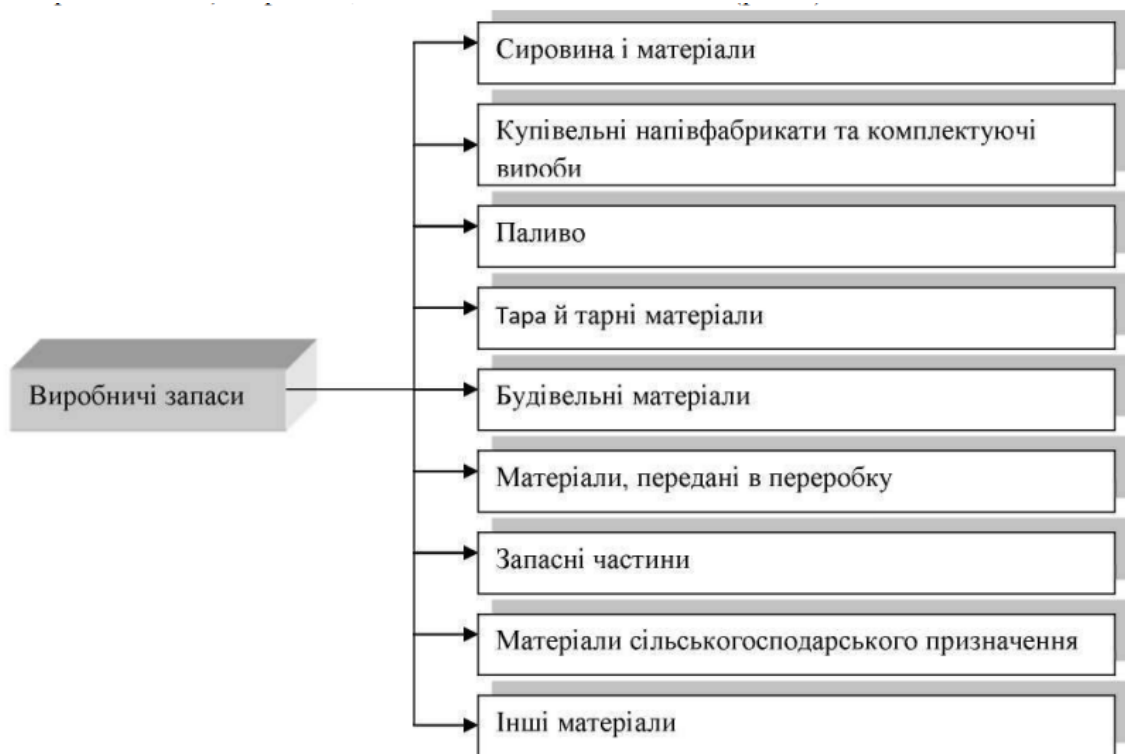 Сировина і матеріали
Купівельні напівфабрикати та комплектуючі
вироби
Паливо
Тара й тарні матеріали
Виробничі запаси
Будівельні матеріали
Матеріали, передані в переробку
Запасні частини
Матеріали сільськогосподарського призначення
Інші матеріали